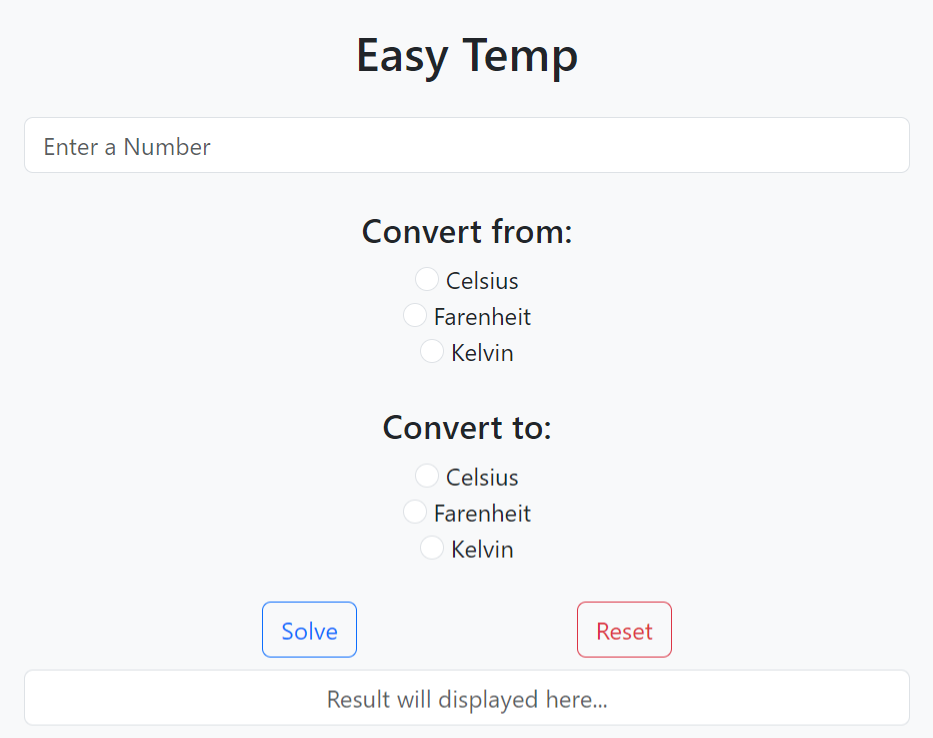 Easy Temp
Enter a Number
Convert from:
Celsius
Farenheit
Kelvin
Convert to:
Celsius
Farenheit
Kelvin
Solve Reset
Result will displayed here...